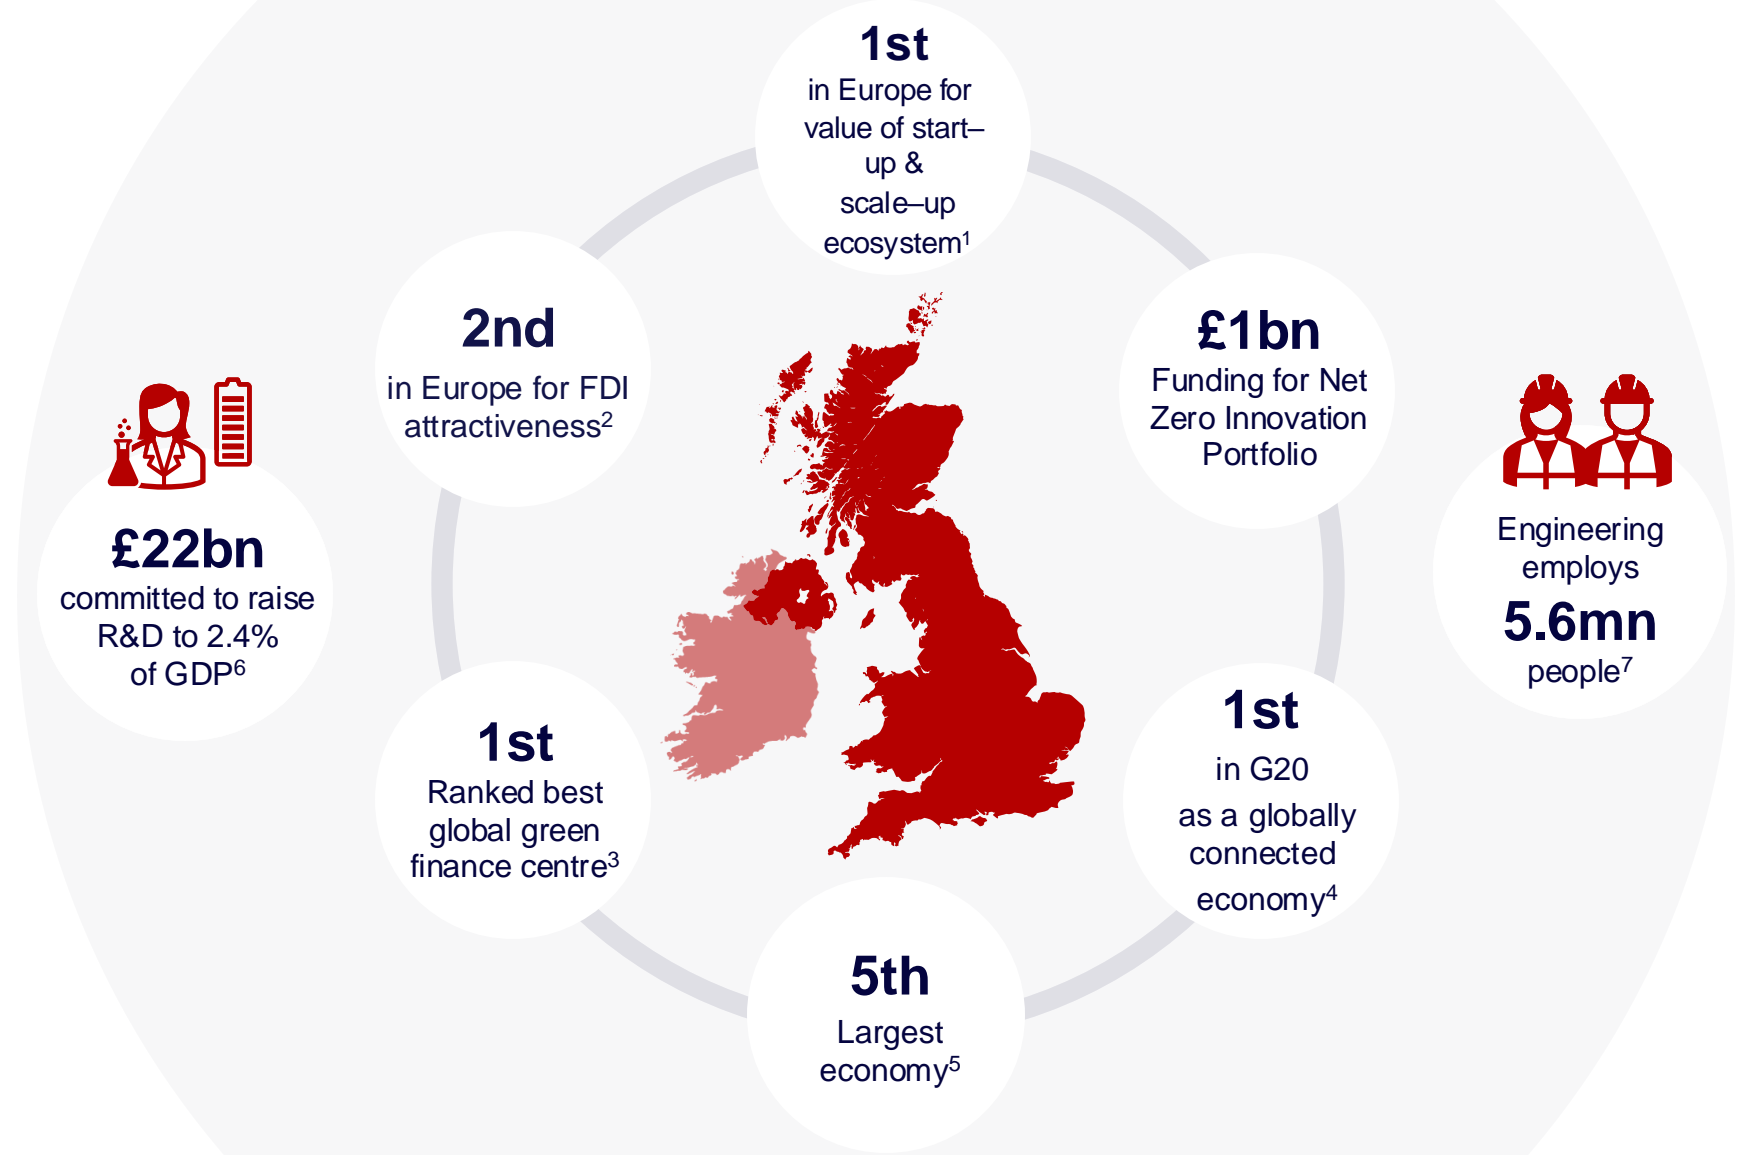 1st
in Europe for
value of start–
up &
scale–up
ecosystem1
2nd
in Europe for FDI
attractiveness2
£1bn
Funding for Net
Zero Innovation
Portfolio
£22bn
committed to raise
R&D to 2.4%
of GDP6
Engineering
employs
5.6mn
people7
1st
Ranked best
global green
finance centre3
1st
in G20
as a globally
connected
economy4
5th
Largest
economy5